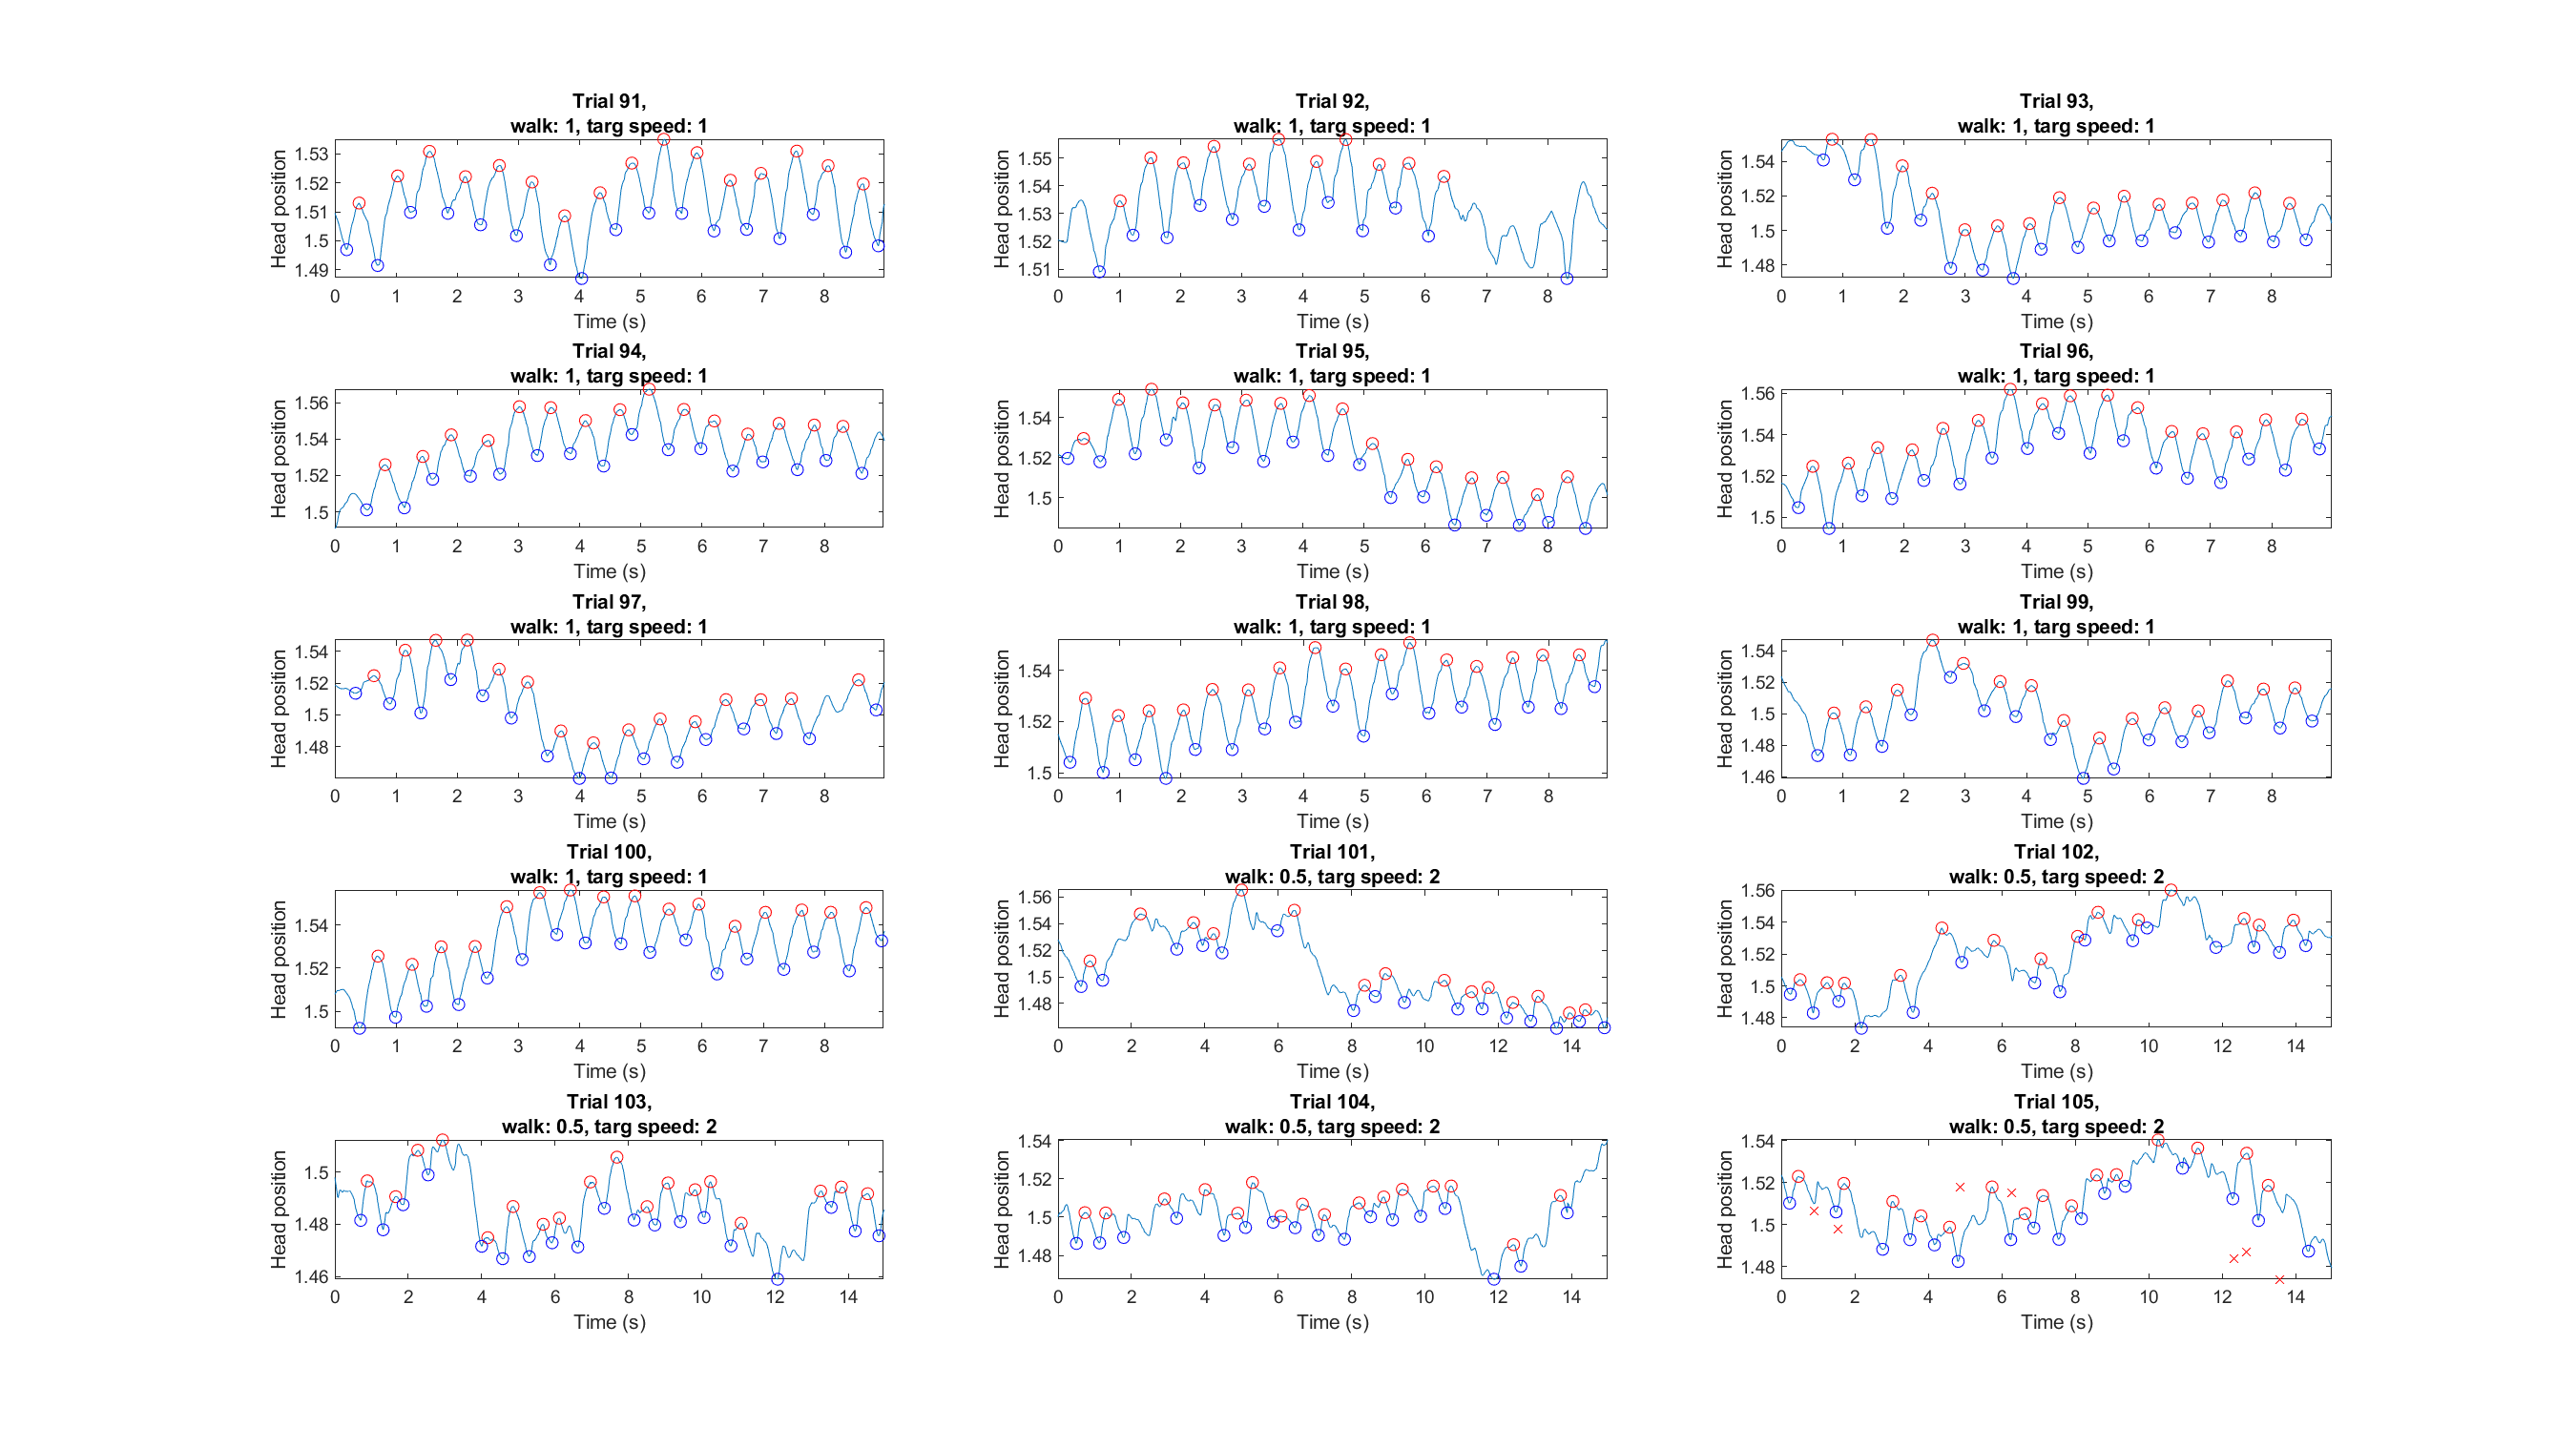 Trial 91,
walk: 1, targ speed: 1
Head position
1.53
1.52
1.51
1.5
1.49
0 1 2 3 4 5 6 7 8
Time (s)
Trial 92,
walk: 1, targ speed: 1
Head position
1.55
1.54
1.53
1.52
1.51
0 1 2 3 4 5 6 7 8
Time (s)
Trial 93,
walk: 1, targ speed: 1
Head position
1.54
1.52
1.5
1.48
0 1 2 3 4 5 6 7 8
Time (s)
Trial 94,
walk: 1, targ speed: 1
Head position
1.56
1.54
1.52
1.5
0 1 2 3 4 5 6 7 8
Time (s)
Trial 95,
walk: 1, targ speed: 1
Head position
1.54
1.52
1.5
0 1 2 3 4 5 6 7 8
Time (s)
Trial 96,
walk: 1, targ speed: 1
Head position
1.56
1.54
1.52
1.5
0 1 2 3 4 5 6 7 8
Time (s)
Trial 97,
walk: 1, targ speed: 1
Head position
1.54
1.52
1.5
1.48
0 1 2 3 4 5 6 7 8
Time (s)
Trial 98,
walk: 1, targ speed: 1
Head position
1.54
1.52
1.5
0 1 2 3 4 5 6 7 8
Time (s)
Trial 99,
walk: 1, targ speed: 1
Head position
1.54
1.52
1.5
1.48
1.46
0 1 2 3 4 5 6 7 8
Time (s)
Trial 100,
walk: 1, targ speed: 1
Head position
1.54
1.52
1.5
0 1 2 3 4 5 6 7 8
Time (s)
Trial 101,
walk: 0.5, targ speed: 2
Head position
1.56
1.54
1.52
1.5
1.48
0 2 4 6 8 10 12 14
Time (s)
Trial 102,
walk: 0.5, targ speed: 2
Head position
1.56
1.54
1.52
1.5
1.48
0 2 4 6 8 10 12 14
Time (s)
Trial 103,
walk: 0.5, targ speed: 2
Head position
1.5
1.48
1.46
0 2 4 6 8 10 12 14
Time (s)
Trial 104,
walk: 0.5, targ speed: 2
Head position
1.54
1.52
1.5
1.48
0 2 4 6 8 10 12 14
Time (s)
Trial 105,
walk: 0.5, targ speed: 2
Head position
1.54
1.52
1.5
1.48
0 2 4 6 8 10 12 14
Time (s)